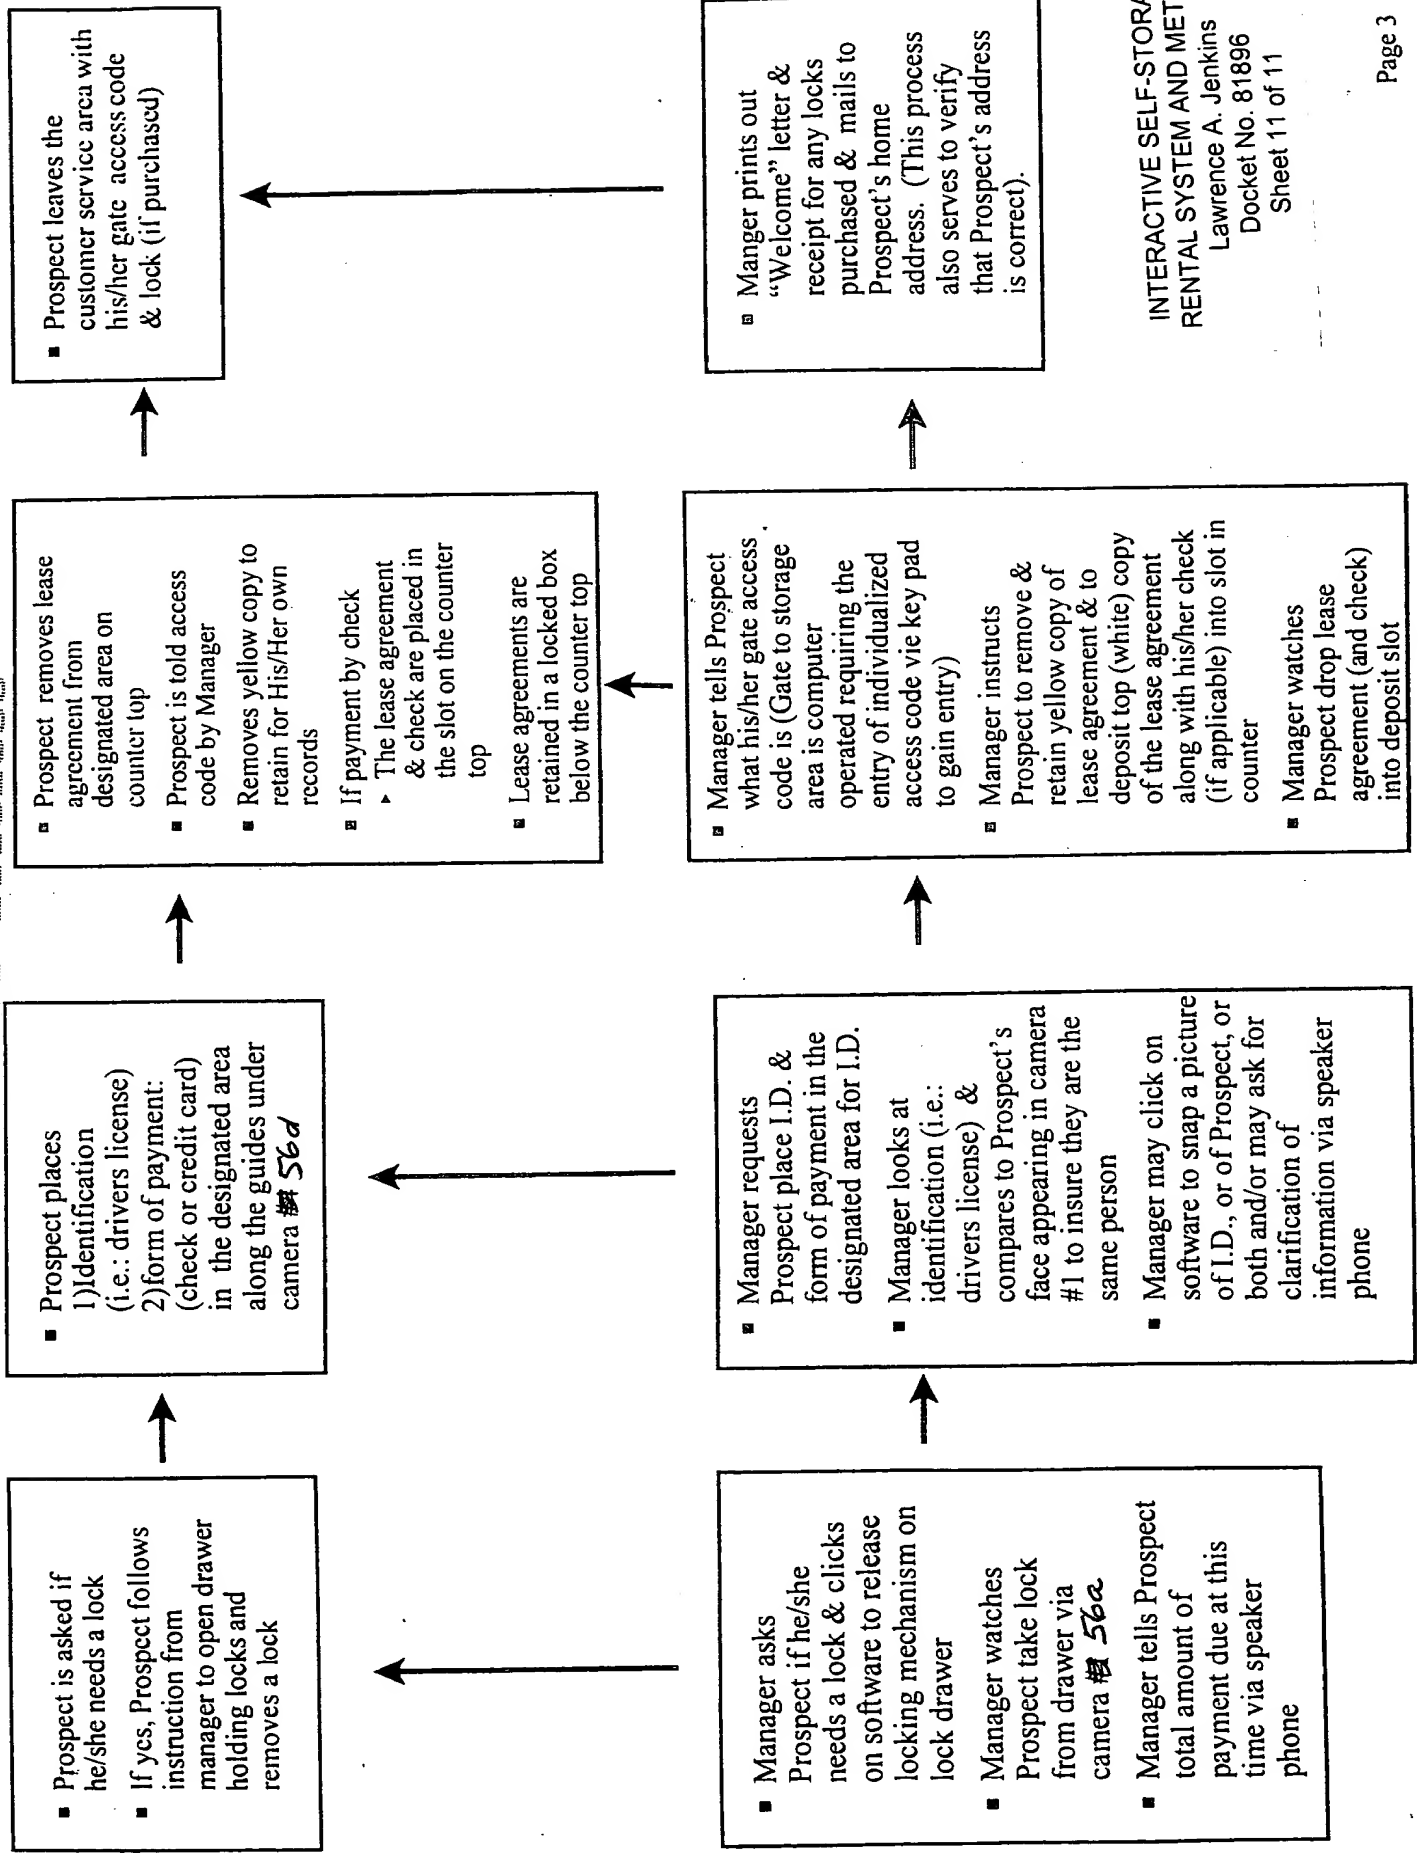 ■ Prospect is asked if
he/she needs a lock
■ If yes, Prospect follows
instruction from
manager to open drawer
holding locks and
removes a lock
■ Prospect places
1)Identification
(i.e.: drivers license)
2)form of payment:
(check or credit card)
in the designated area
along the guides under
camera 56d
■ Prospect removes lease
agreement from
designated area on
counter top
■ Prospect is told access
code by Manager
■ Removes yellow copy to
retain for His/Her own
records
■ If payment by check
▸ The lease agreement
& check are placed in
the slot on the counter
top
■ Lease agreements are
retained in a locked box
below the counter top
■ Prospect leaves the
customer service area with
his/her gate access code
& lock (if purchased)
■ Manager asks
Prospect if he/she
needs a lock & clicks
on software to release
locking mechanism on
lock drawer
■ Manager watches
Prospect take lock
from drawer via
camera 56a
■ Manager tells Prospect
total amount of
payment due at this
time via speaker
phone
■ Manager requests
Prospect place I.D. &
form of payment in the
designated area for I.D.
■ Manager looks at
identification (i.e.:
drivers license) &
compares to Prospect's
face appearing in camera
#1 to insure they are the
same person
■ Manager may click on
software to snap a picture
of I.D., or of Prospect, or
both and/or may ask for
clarification of
information via speaker
phone
■ Manager tells Prospect
what his/her gate access
code is (Gate to storage
area is computer
operated requiring the
entry of individualized
access code vie key pad
to gain entry)
■ Manager instructs
Prospect to remove &
retain yellow copy of
lease agreement & to
deposit top (white) copy
of the lease agreement
along with his/her check
(if applicable) into slot in
counter
■ Manager watches
Prospect drop lease
agreement (and check)
into deposit slot
■ Manger prints out
“Welcome” letter &
receipt for any locks
purchased & mails to
Prospect's home
address. (This process
also serves to verify
that Prospect's address
is correct).
INTERACTIVE SELF-STORA
RENTAL SYSTEM AND MET
Lawrence A. Jenkins
Docket No. 81896
Sheet 11 of 11
Page 3